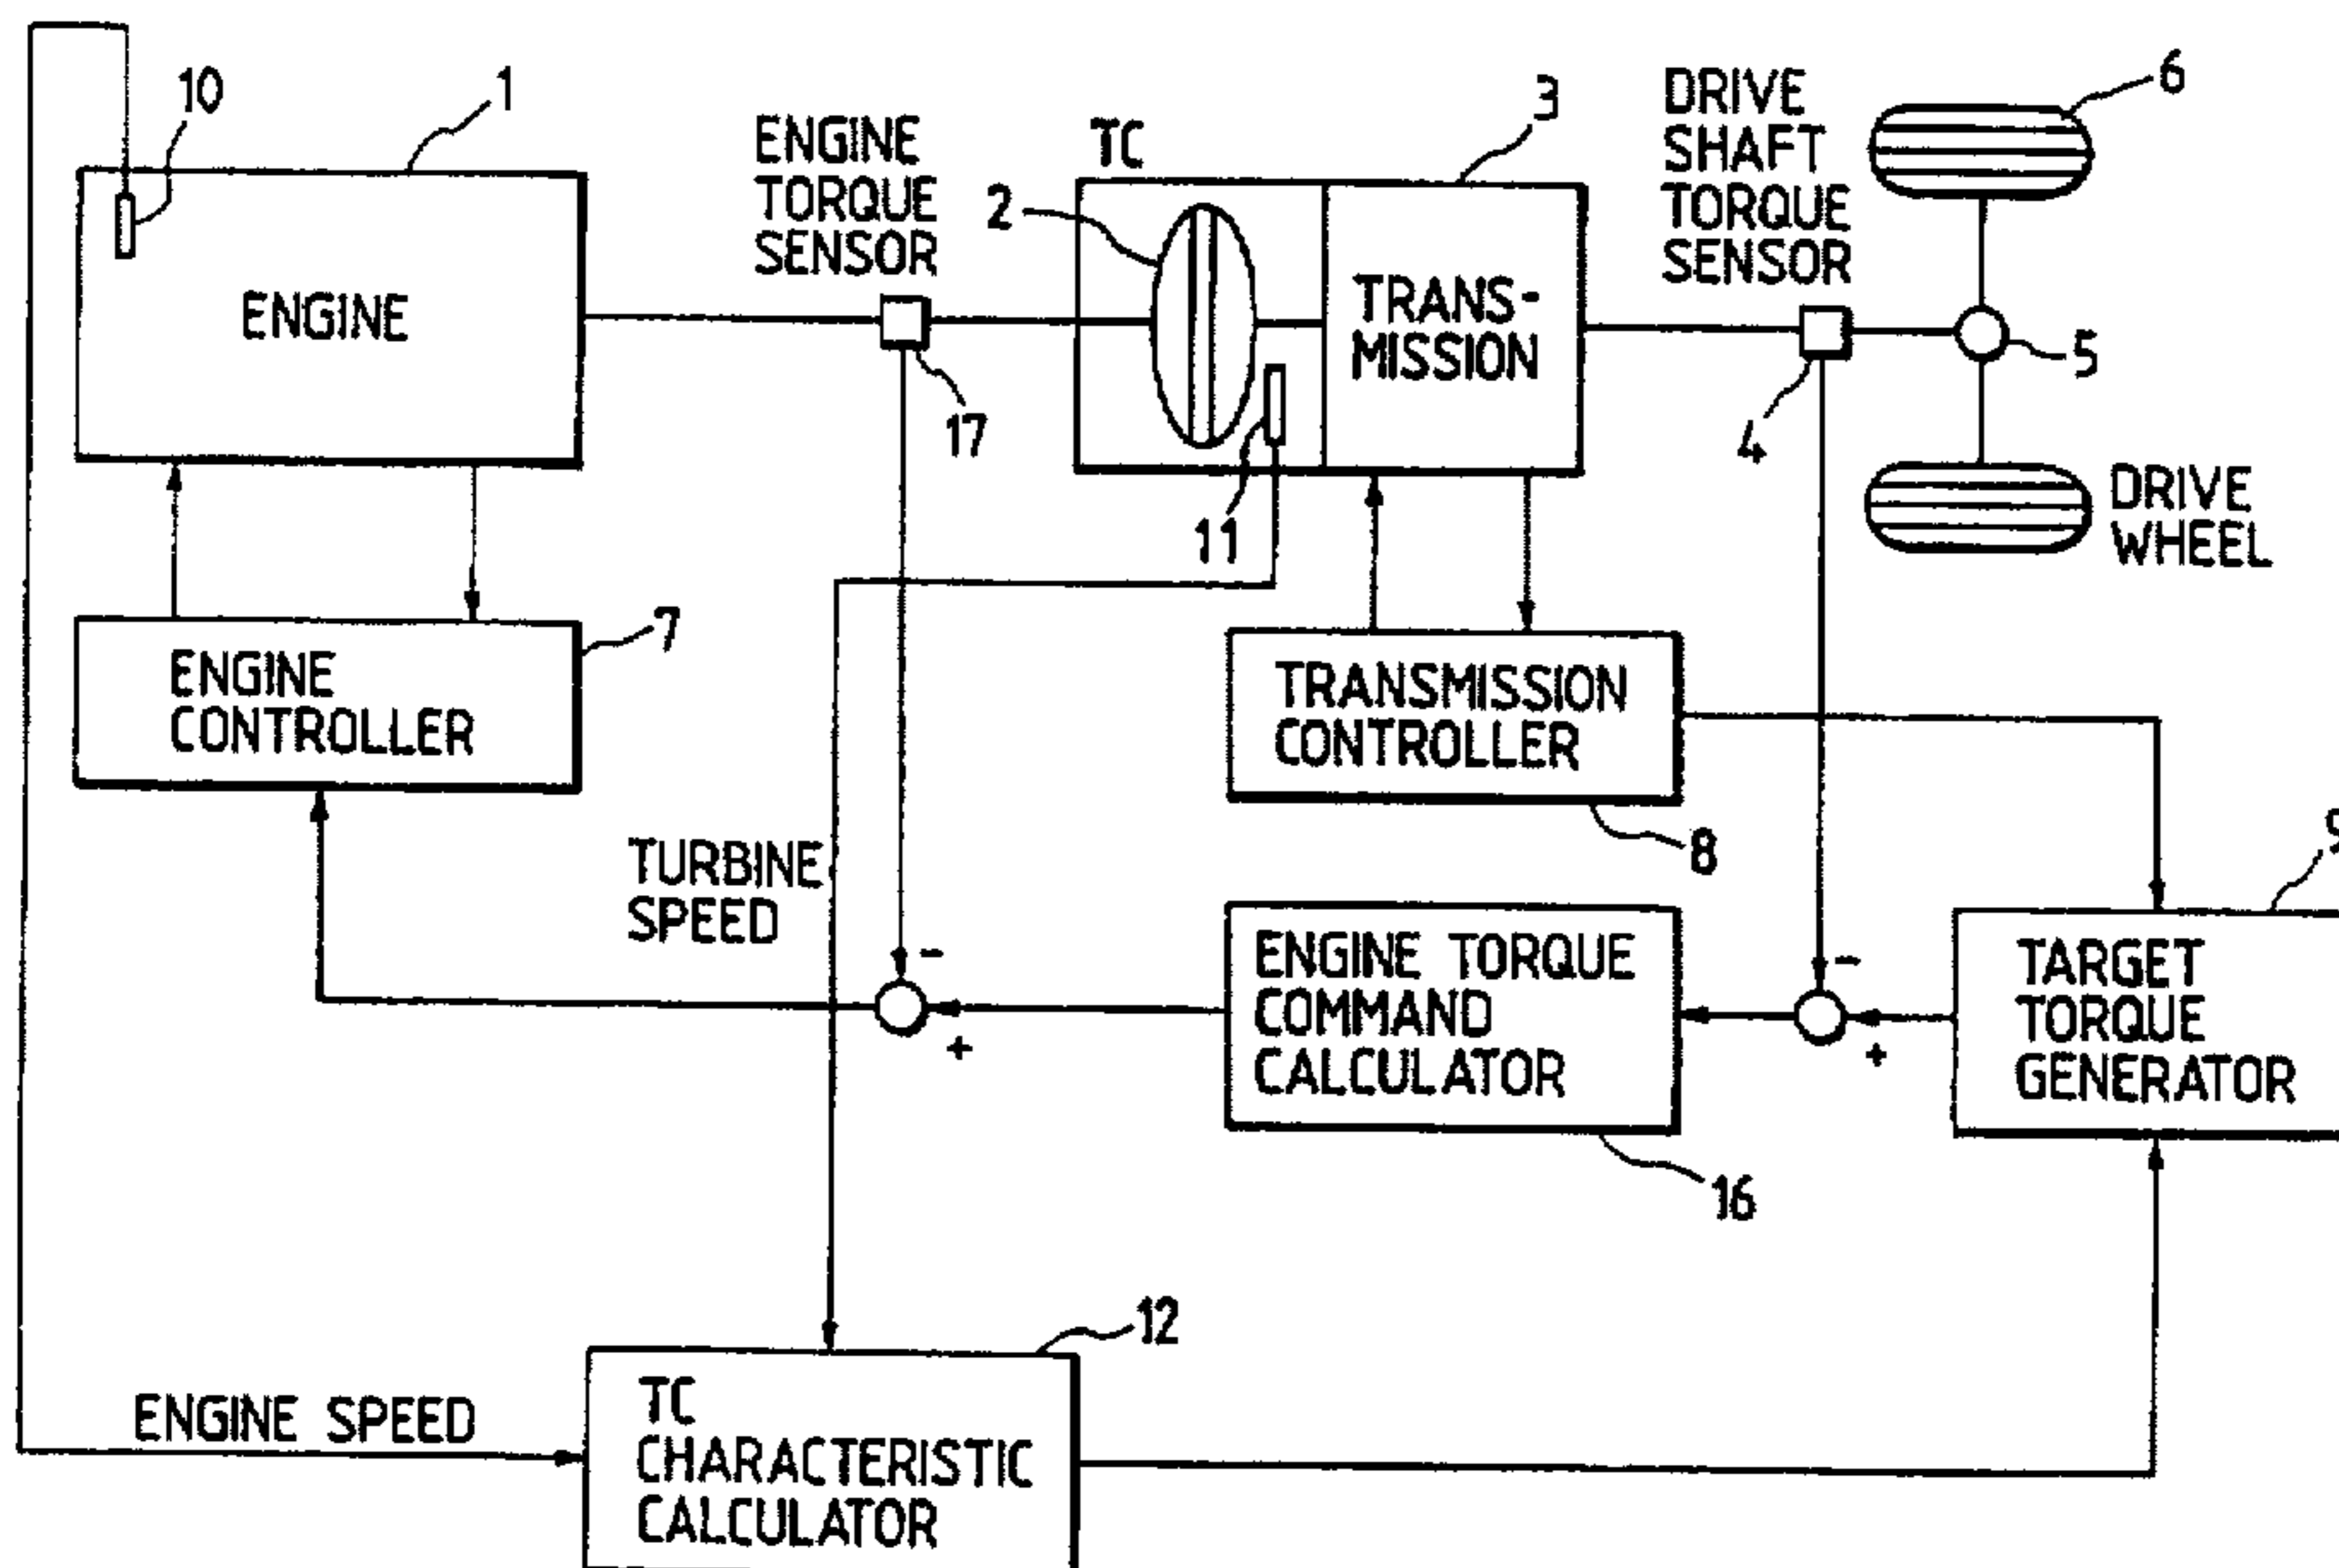 10
1
ENGINE
TORQUE
SENSOR
TC
3
DRIVE
SHAFT
TORQUE
SENSOR
6
2
ENGINE
TRANS-
MISSION
5
17
4
11
DRIVE
WHEEL
7
ENGINE
CONTROLLER
TRANSMISSION
CONTROLLER
8
9
TURBINE
SPEED
-
+
ENGINE TORQUE
COMMAND
CALCULATOR
-
+
TARGET
TORQUE
GENERATOR
16
12
ENGINE SPEED
TC
CHARACTERISTIC
CALCULATOR